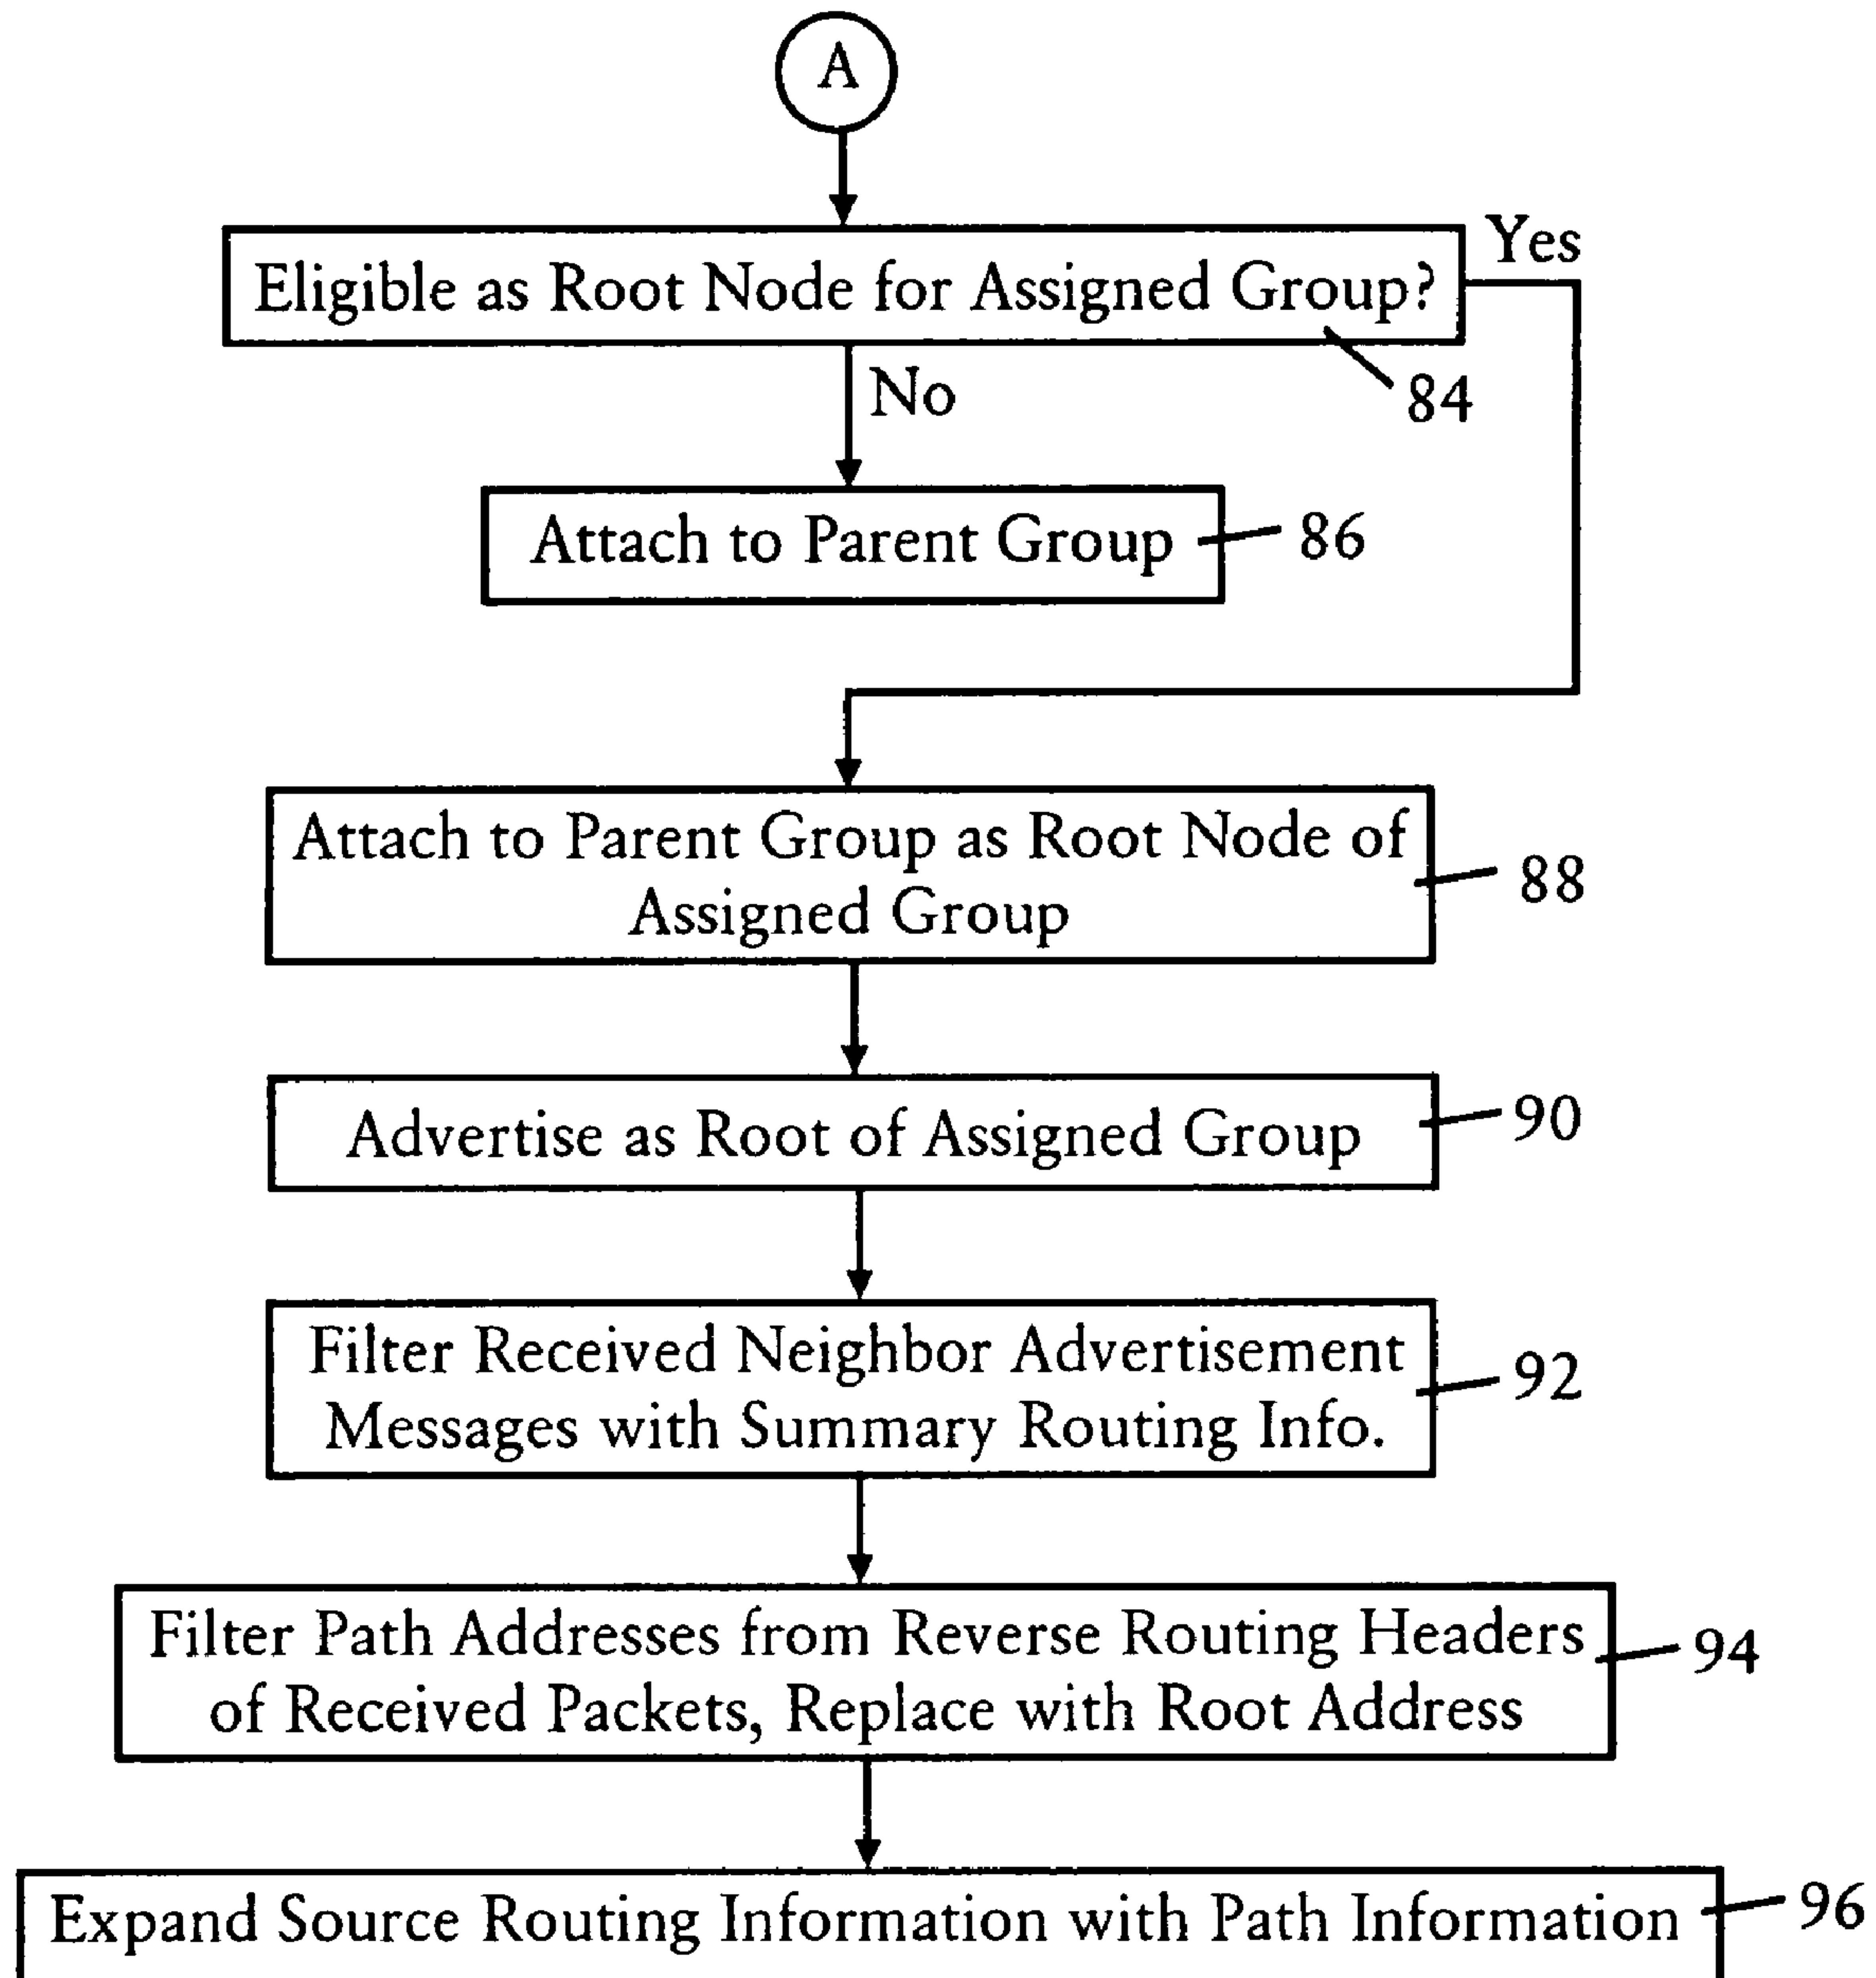 A
Yes
Eligible as Root Node for Assigned Group?
84
No
Attach to Parent Group
86
Attach to Parent Group as Root Node of
Assigned Group
88
Advertise as Root of Assigned Group
90
Filter Received Neighbor Advertisement
Messages with Summary Routing Info.
92
Filter Path Addresses from Reverse Routing Headers
of Received Packets, Replace with Root Address
94
Expand Source Routing Information with Path Information
96